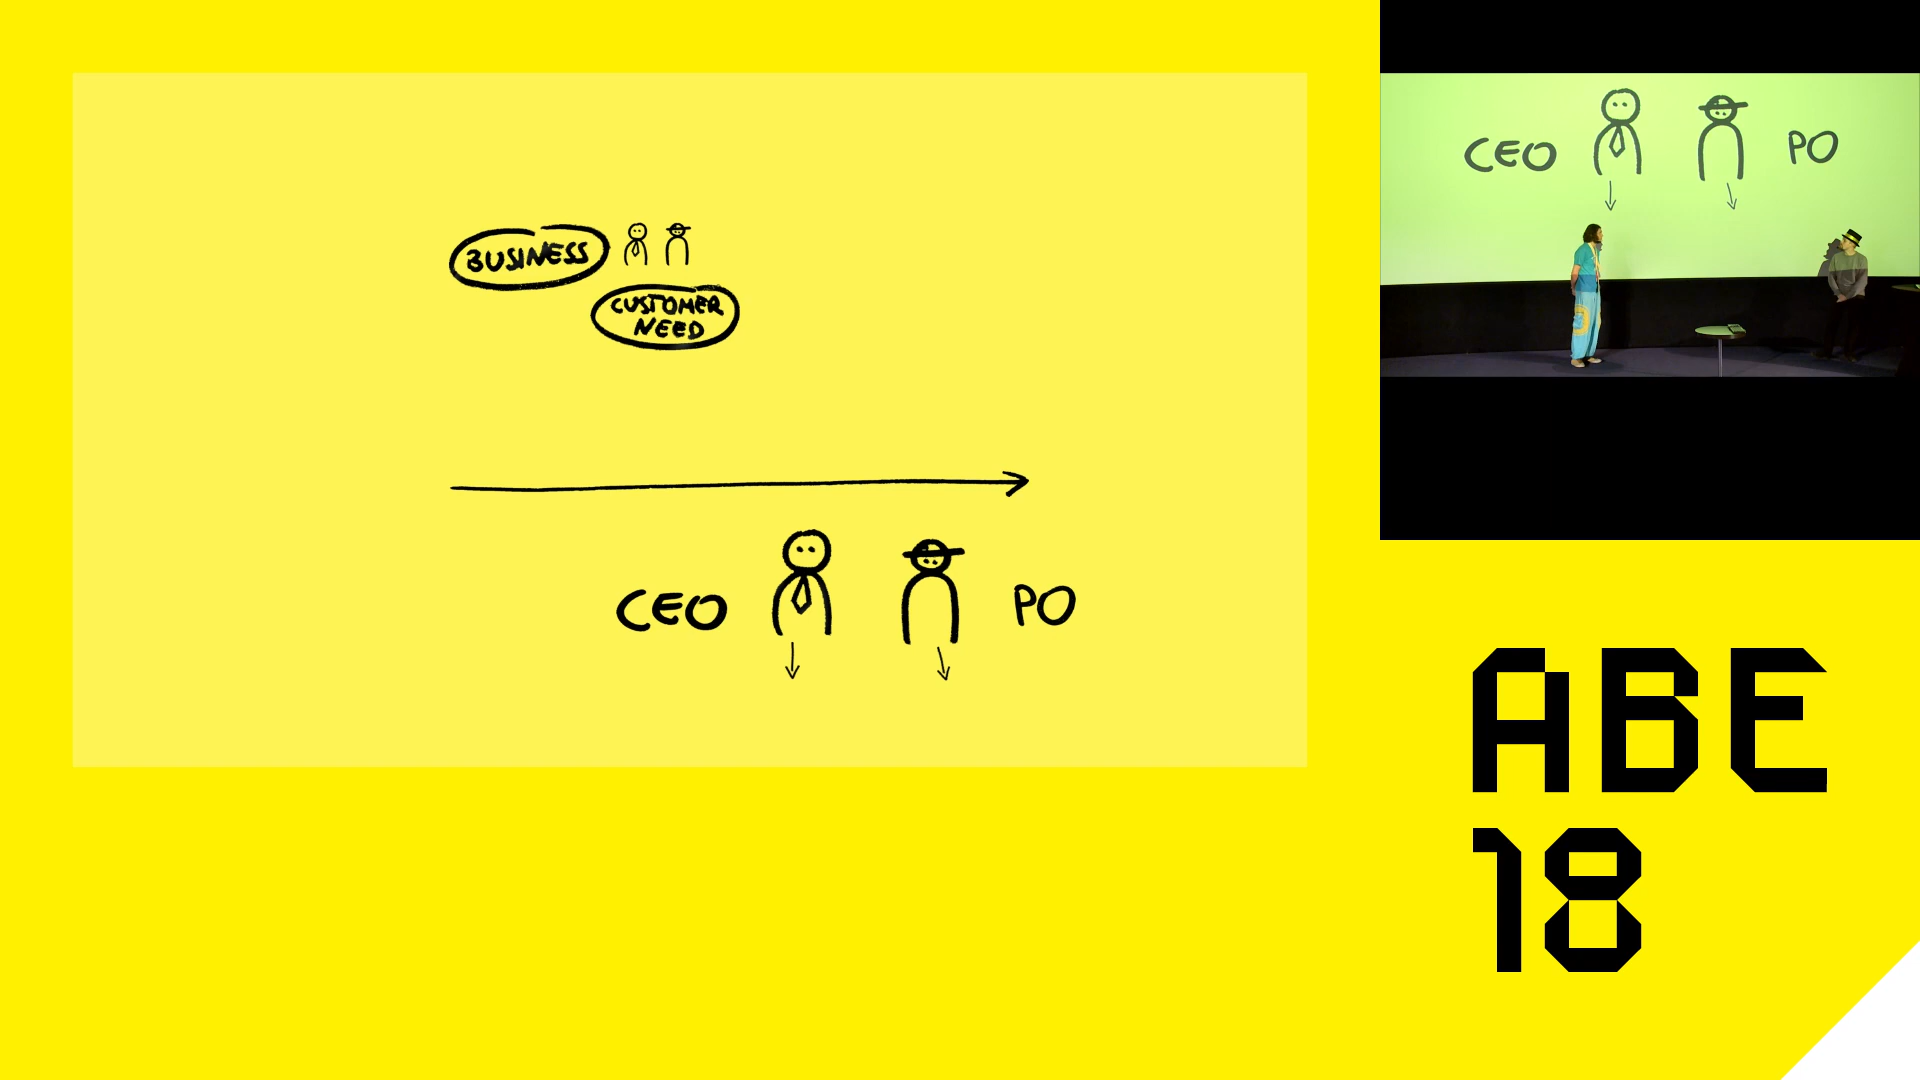 BUSINESS
CUSTOMER
NEED
CEO
PO
CEO
PO
ABE
18